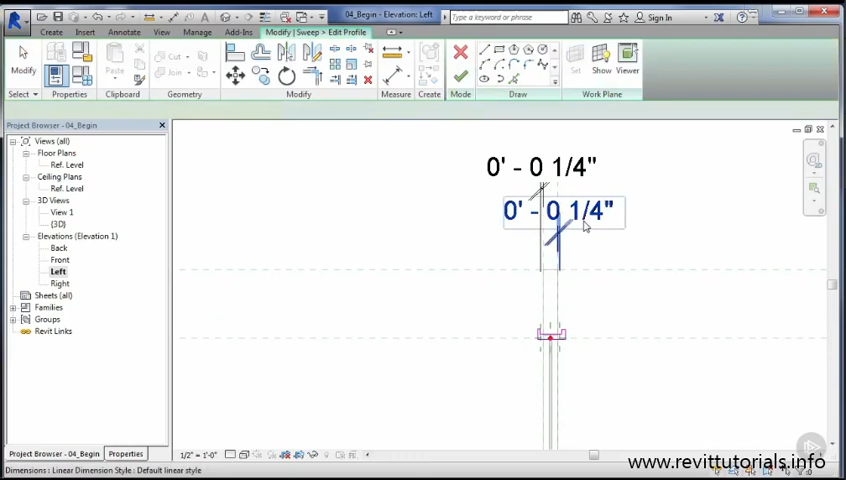 04_Begin - Elevation: Left
Type a keyword or phrase
Sign In
Create
Insert
Annotate
View
Manage
Add-Ins
Modify | Sweep > Edit Profile
Modify
Paste
Cut
Join
Set
Show
Viewer
Select
Properties
Clipboard
Geometry
Modify
Measure
Create
Mode
Draw
Work Plane
Project Browser - 04_Begin
Views (all)
Floor Plans
Ref. Level
Ceiling Plans
Ref. Level
3D Views
View 1
{3D}
Elevations (Elevation 1)
Back
Front
Left
Right
Sheets (all)
Families
Groups
Revit Links
0' - 0 1/4"
0' - 0 1/4"
Project Browser - 04_Begin
Properties
1/2" = 1'-0"
Dimensions : Linear Dimension Style : Default linear style
:0
www.revittutorials.info